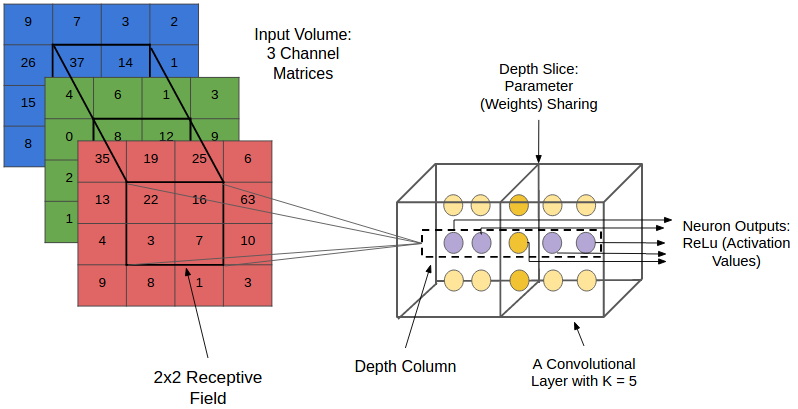 9 7 3 2
26 37 14 1
15
8
4 6 1 3
0 8 12 9
2
1
35 19 25 6
13 22 16 63
4 3 7 10
9 8 1 3
Input Volume:
3 Channel
Matrices
2x2 Receptive
Field
Depth Slice:
Parameter
(Weights) Sharing
Neuron Outputs:
ReLu (Activation
Values)
Depth Column
A Convolutional
Layer with K = 5